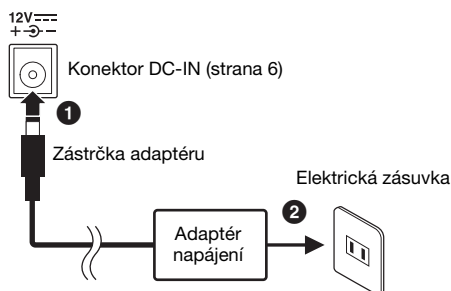 12V
Konektor DC-IN (strana 6)
1
Zástrčka adaptéru
Elektrická zásuvka
2
Adaptér
napájení